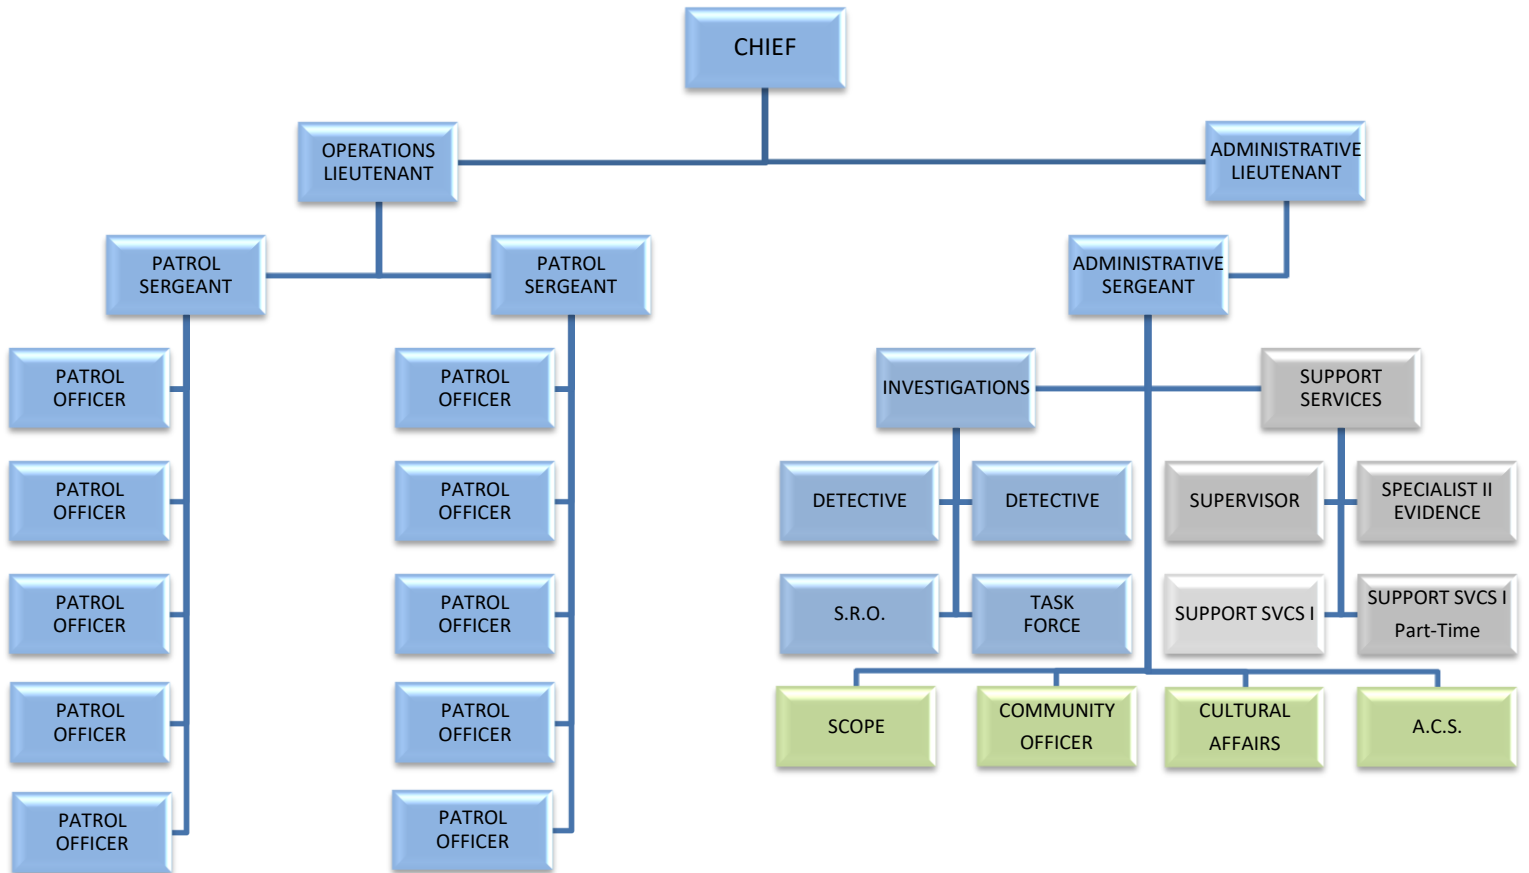 CHIEF
OPERATIONS
LIEUTENANT
ADMINISTRATIVE
LIEUTENANT
PATROL
SERGEANT
PATROL
SERGEANT
ADMINISTRATIVE
SERGEANT
PATROL
OFFICER
PATROL
OFFICER
PATROL
OFFICER
PATROL
OFFICER
PATROL
OFFICER
PATROL
OFFICER
PATROL
OFFICER
PATROL
OFFICER
PATROL
OFFICER
PATROL
OFFICER
INVESTIGATIONS
SUPPORT
SERVICES
DETECTIVE
DETECTIVE
S.R.O.
TASK
FORCE
SUPERVISOR
SPECIALIST II
EVIDENCE
SUPPORT SVCS I
SUPPORT SVCS I
Part-Time
SCOPE
COMMUNITY
OFFICER
CULTURAL
AFFAIRS
A.C.S.